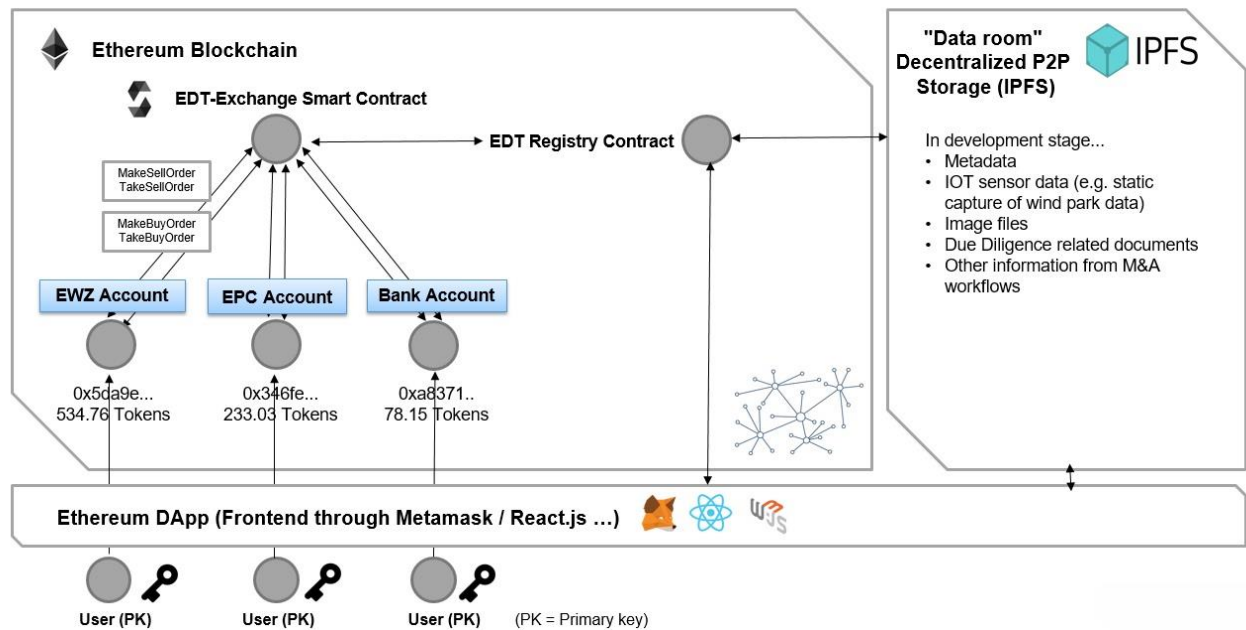 Ethereum Blockchain
EDT-Exchange Smart Contract
MakeSellOrder
TakeSellOrder
MakeBuyOrder
TakeBuyOrder
EDT Registry Contract
EWZ Account
EPC Account
Bank Account
0x5da9e...
534.76 Tokens
0x346fe...
233.03 Tokens
0xa8371..
78.15 Tokens
"Data room"
Decentralized P2P
Storage (IPFS)
IPFS
In development stage...
• Metadata
• IOT sensor data (e.g. static
capture of wind park data)
• Image files
• Due Diligence related documents
• Other information from M&A
workflows
Ethereum DApp (Frontend through Metamask / React.js …)
W3JS
User (PK)
User (PK)
User (PK)
(PK = Primary key)